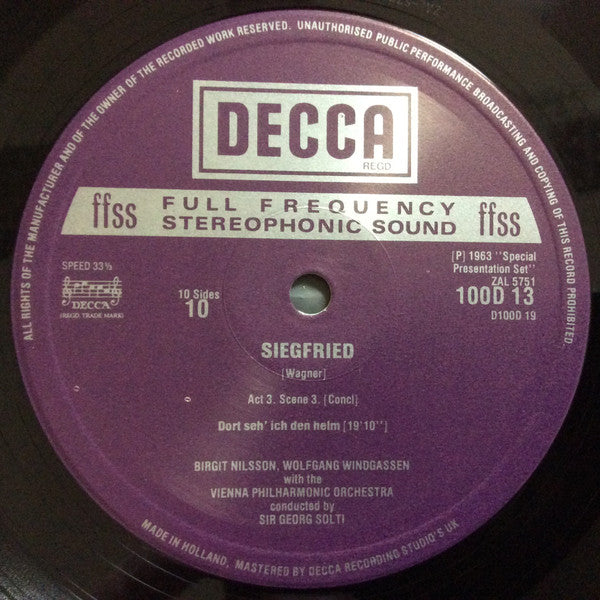 ALL RIGHTS OF THE MANUFACTURER AND OF THE OWNER OF THE RECORDED WORK RESERVED. UNAUTHORISED PUBLIC PERFORMANCE BROADCASTING AND COPYING OF THIS RECORD PROHIBITED.
DECCA
REGD
ffss FULL FREQUENCY STEREOPHONIC SOUND ffss
SPEED 33⅓
DECCA
(REGD. TRADE MARK)
10 Sides
10
[P] 1963 "Special
Presentation Set"
ZAL 5751
100D 13
D100D 19
SIEGFRIED
[Wagner]
Act 3. Scene 3. [Concl]
Dort seh' ich den helm [19'10"]
BIRGIT NILSSON, WOLFGANG WINDGASSEN
with the
VIENNA PHILHARMONIC ORCHESTRA
conducted by
SIR GEORG SOLTI
MADE IN HOLLAND, MASTERED BY DECCA RECORDING STUDIO'S UK